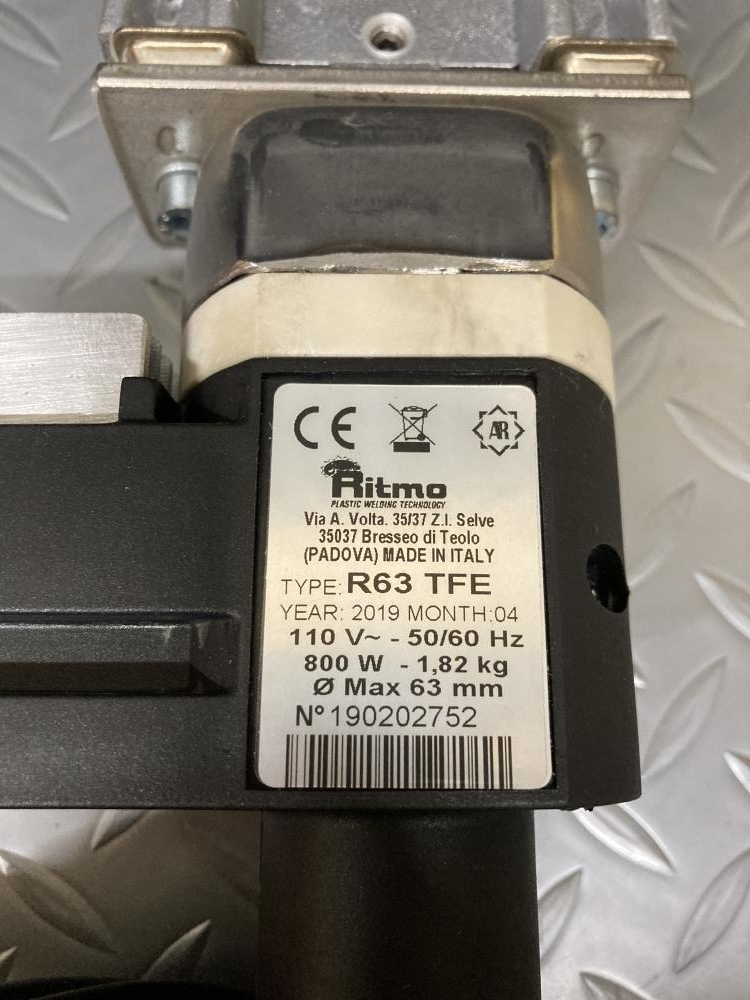 CE
AR
Ritmo
PLASTIC WELDING TECHNOLOGY
Via A. Volta. 35/37 Z.I. Selve
35037 Bresseo di Teolo
(PADOVA) MADE IN ITALY
TYPE: R63 TFE
YEAR: 2019 MONTH:04
110 V~ - 50/60 Hz
800 W - 1,82 kg
Ø Max 63 mm
N° 190202752